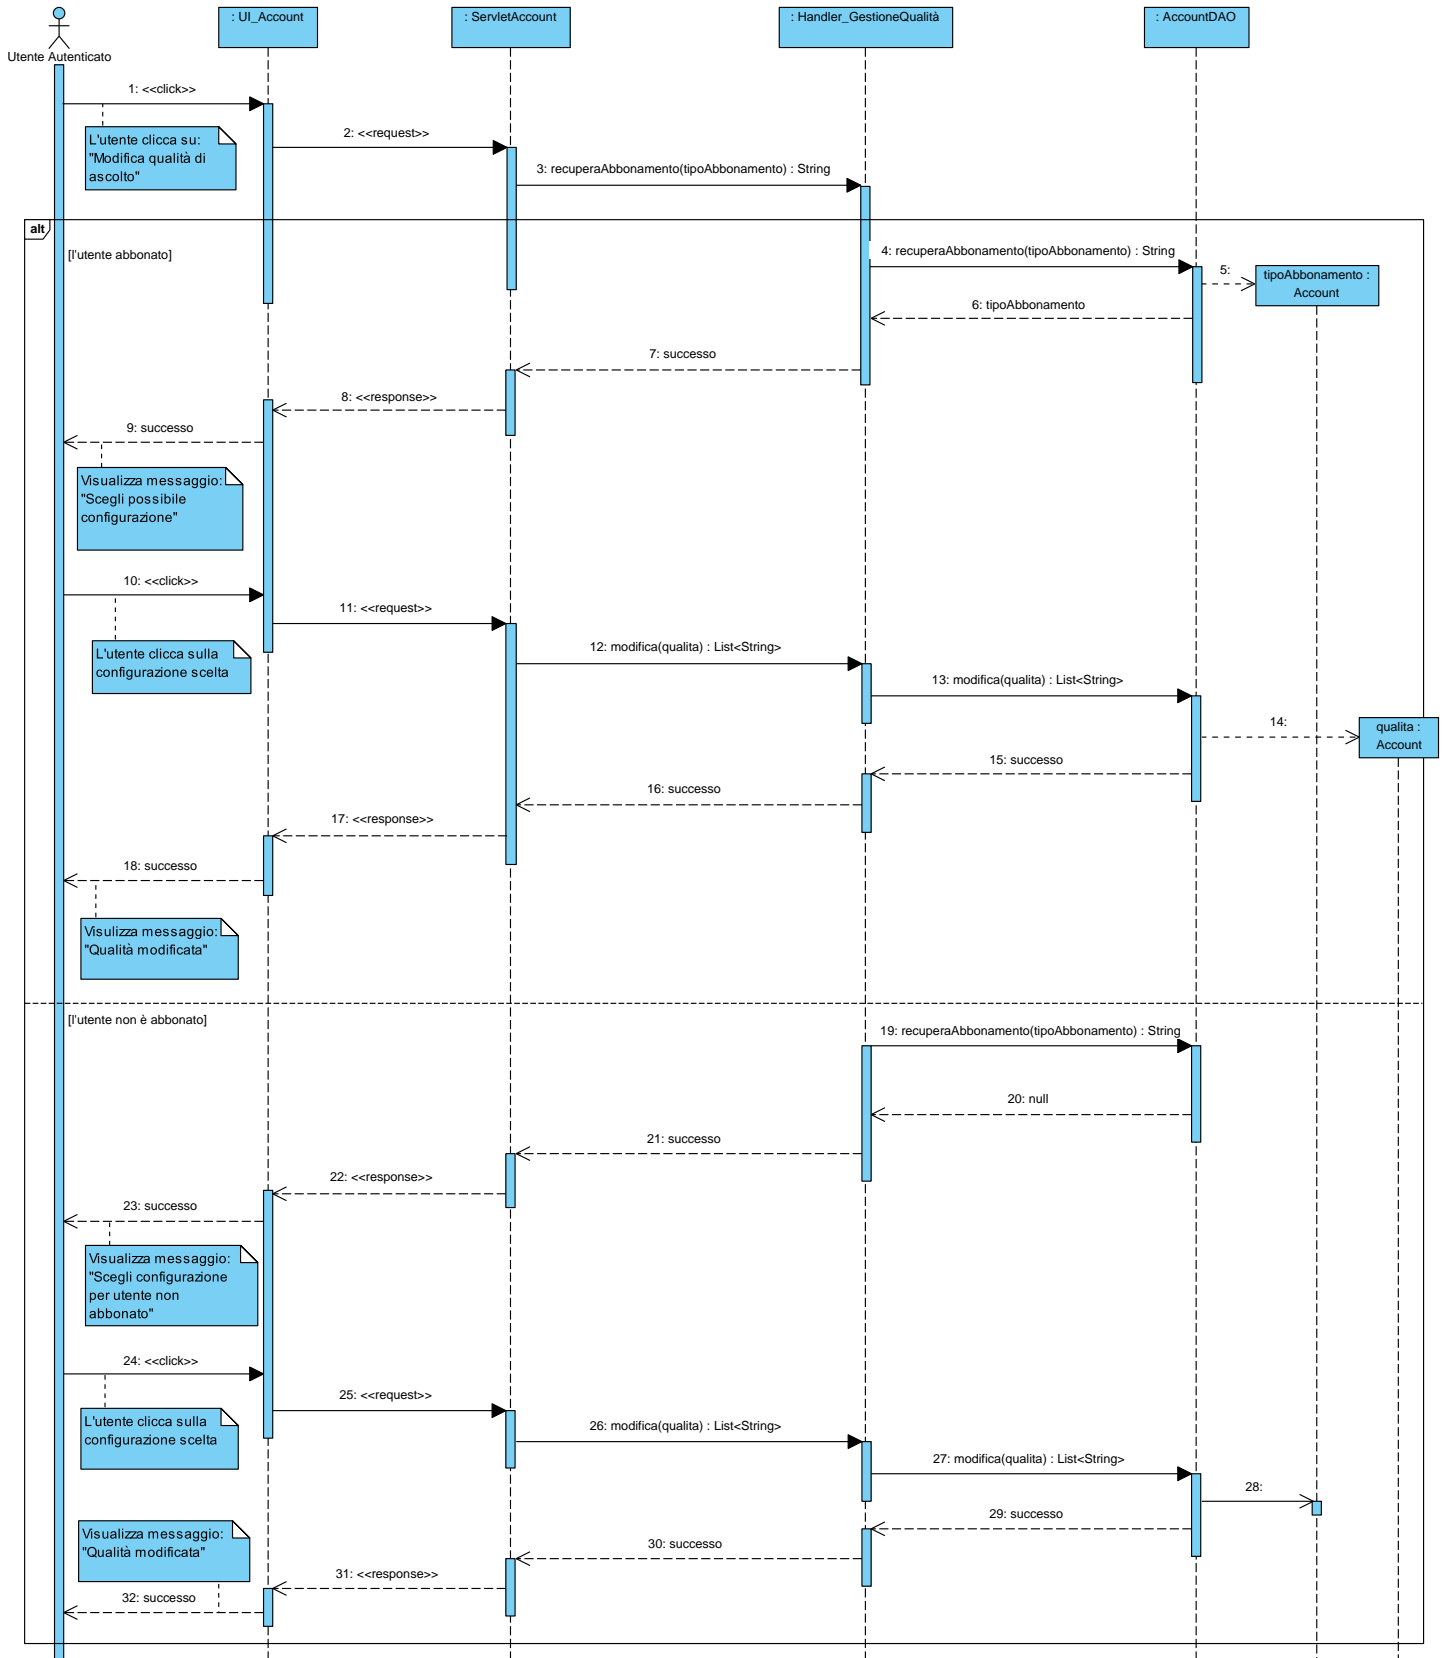 : UI_Account
: ServletAccount
: Handler_GestioneQualità
: AccountDAO
Utente Autenticato
1: <<click>>
L'utente clicca su:
"Modifica qualità di
ascolto"
2: <<request>>
3: recuperaAbbonamento(tipoAbbonamento) : String
alt
[l'utente abbonato]
4: recuperaAbbonamento(tipoAbbonamento) : String
5:
tipoAbbonamento :
Account
6: tipoAbbonamento
7: successo
8: <<response>>
9: successo
Visualizza messaggio:
"Scegli possibile
configurazione"
10: <<click>>
L'utente clicca sulla
configurazione scelta
11: <<request>>
12: modifica(qualita) : List<String>
13: modifica(qualita) : List<String>
14:
qualita :
Account
15: successo
16: successo
17: <<response>>
18: successo
Visulizza messaggio:
"Qualità modificata"
[l'utente non è abbonato]
19: recuperaAbbonamento(tipoAbbonamento) : String
20: null
21: successo
22: <<response>>
23: successo
Visualizza messaggio:
"Scegli configurazione
per utente non
abbonato"
24: <<click>>
L'utente clicca sulla
configurazione scelta
25: <<request>>
26: modifica(qualita) : List<String>
27: modifica(qualita) : List<String>
28:
29: successo
30: successo
31: <<response>>
Visualizza messaggio:
"Qualità modificata"
32: successo